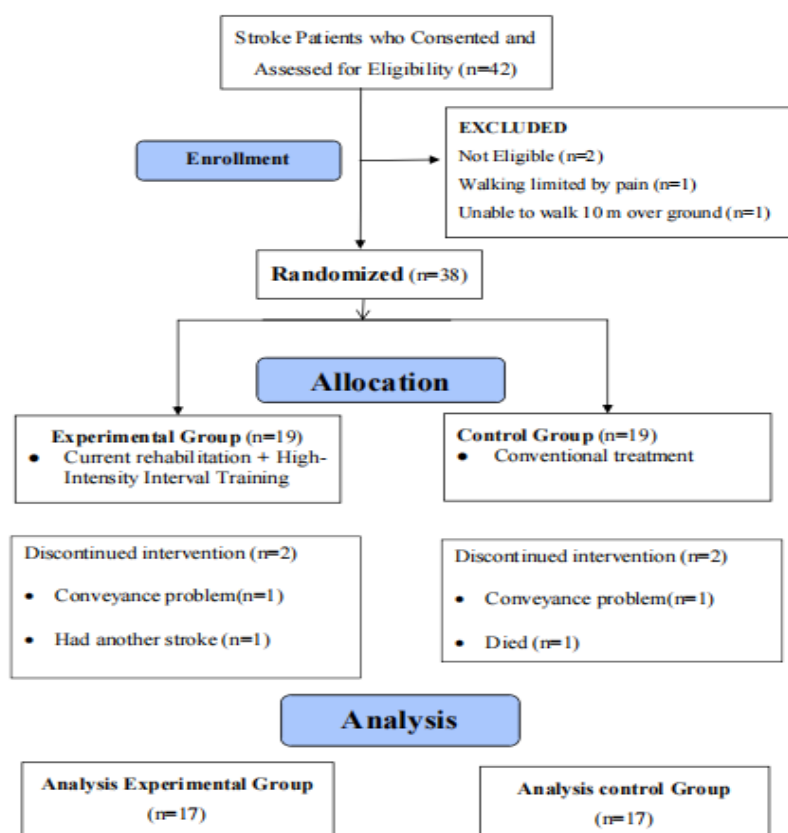 Stroke Patients who Consented and
Assessed for Eligibility (n=42)
EXCLUDED
Not Eligible (n=2)
Walking limited by pain (n=1)
Unable to walk 10 m over ground (n=1)
Enrollment
Randomized (n=38)
Allocation
Experimental Group (n=19)
• Current rehabilitation + High-
Intensity Interval Training
Control Group (n=19)
• Conventional treatment
Discontinued intervention (n=2)
• Conveyance problem(n=1)
• Had another stroke (n=1)
Discontinued intervention (n=2)
• Conveyance problem(n=1)
• Died (n=1)
Analysis
Analysis Experimental Group
(n=17)
Analysis control Group
(n=17)